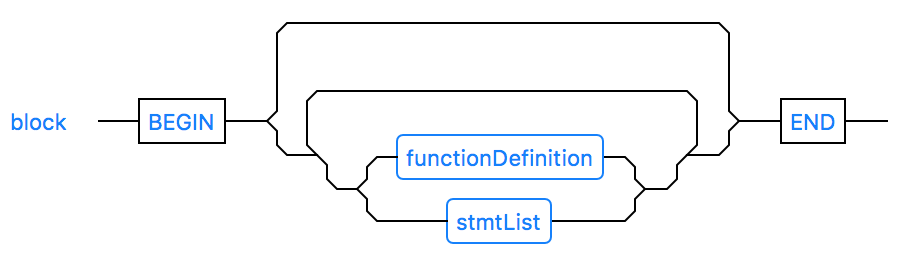 block BEGIN END
functionDefinition
stmtList